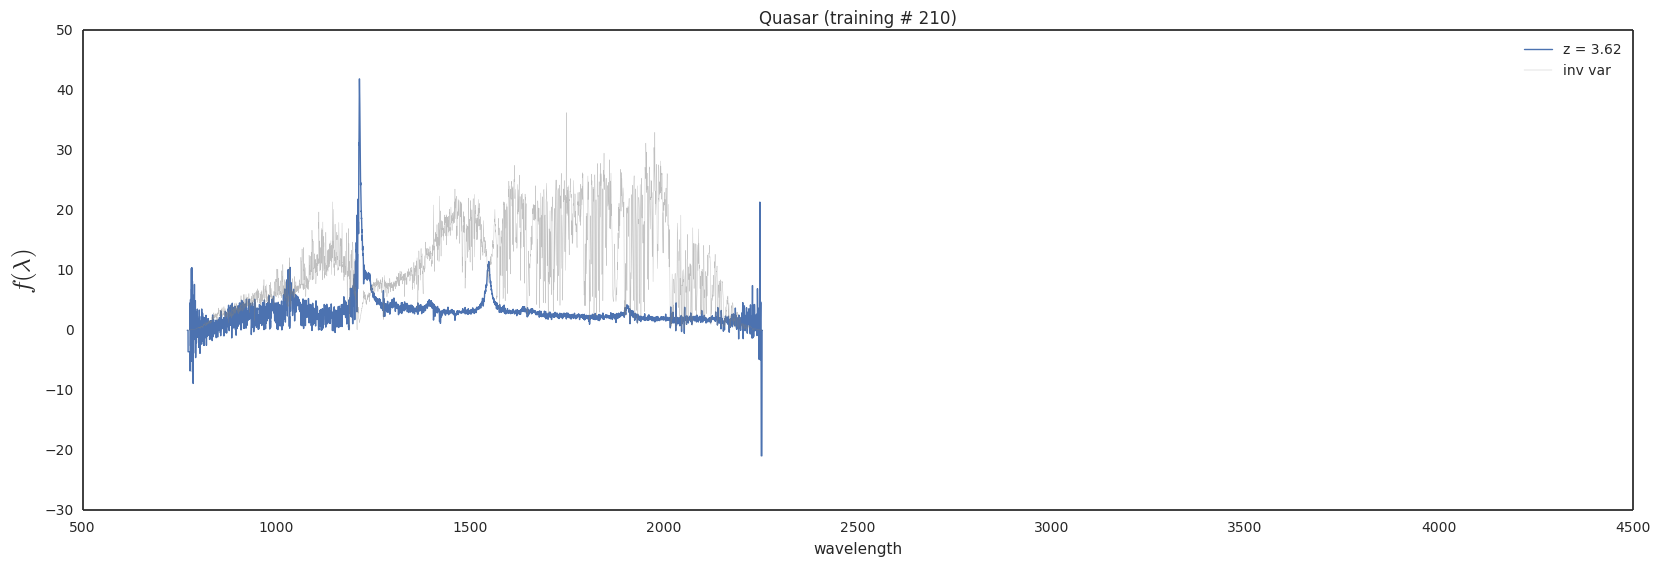 Quasar (training # 210)
z = 3.62
inv var
f(λ)
50
40
30
20
10
0
−10
−20
−30
500 1000 1500 2000 2500 3000 3500 4000 4500
wavelength